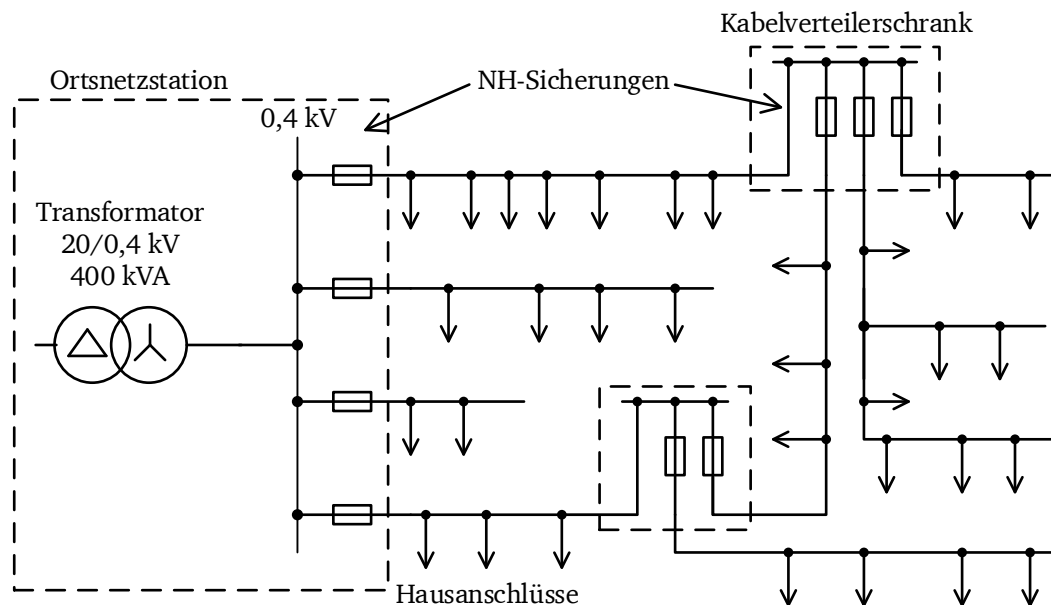 Kabelverteilerschrank
Ortsnetzstation
NH-Sicherungen
0,4 kV
Transformator
20/0,4 kV
400 kVA
Hausanschlüsse